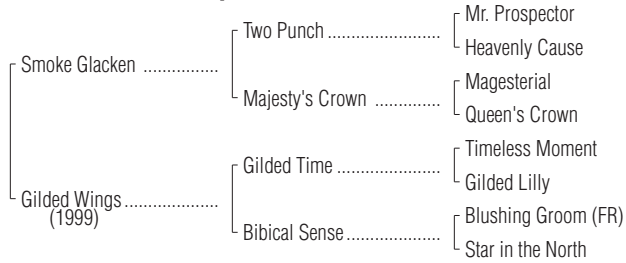 Mr. Prospector
Two Punch .....................
Heavenly Cause
Smoke Glacken ................
Magesterial
Majesty's Crown ..............
Queen's Crown
Timeless Moment
Gilded Time ...................
Gilded Lilly
Gilded Wings ...................
(1999)
Blushing Groom (FR)
Bibical Sense .................
Star in the North